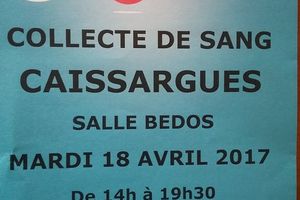 COLLECTE DE SANG
CAISSARGUES
SALLE BEDOS
MARDI 18 AVRIL 2017
De 14h à 19h30